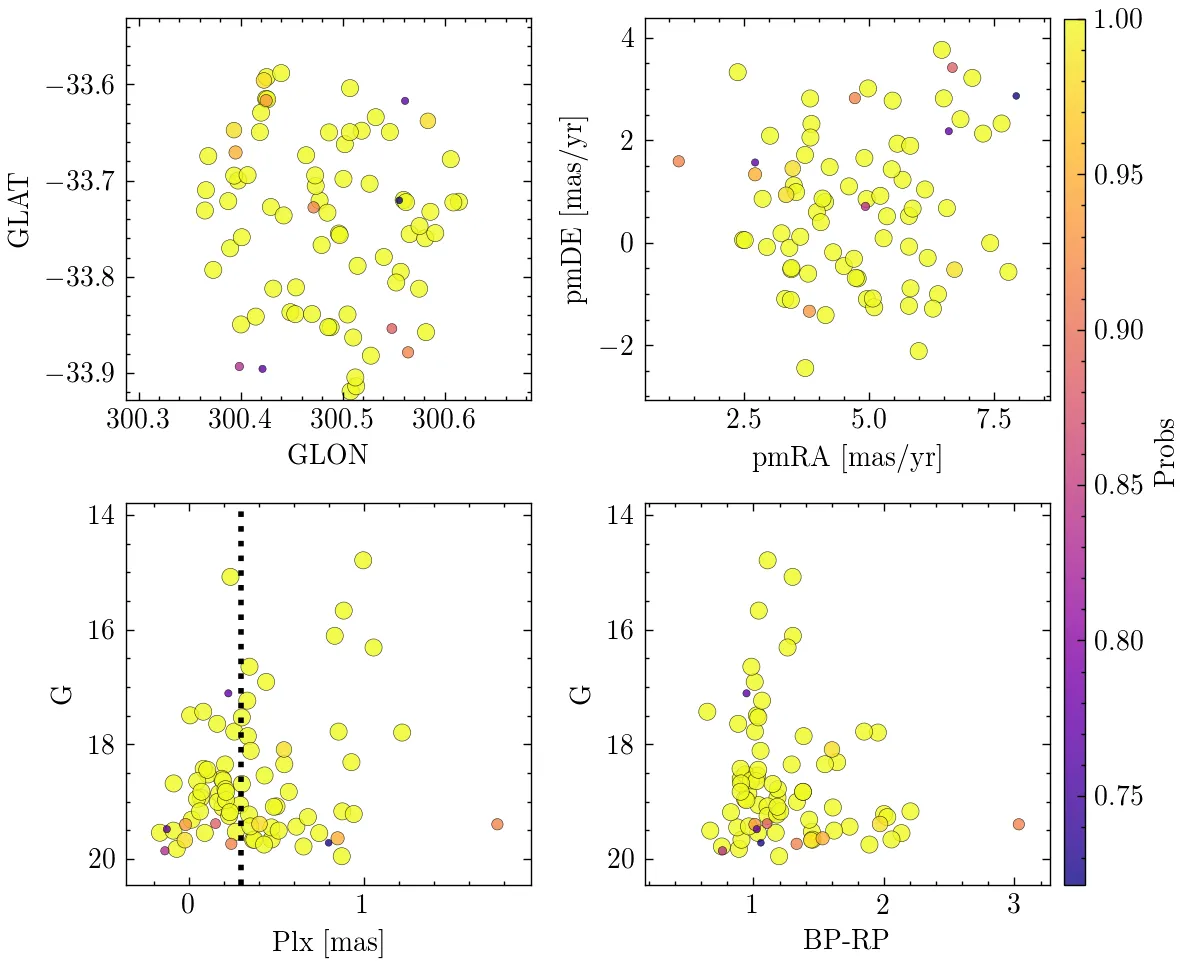 −33.6
−33.7
−33.8
−33.9
GLAT
300.3 300.4 300.5 300.6
GLON
4
2
0
−2
pmDE [mas/yr]
2.5 5.0 7.5
pmRA [mas/yr]
14
16
18
20
G
0 1
Plx [mas]
14
16
18
20
G
1 2 3
BP-RP
1.00
0.95
0.90
0.85
0.80
0.75
Probs